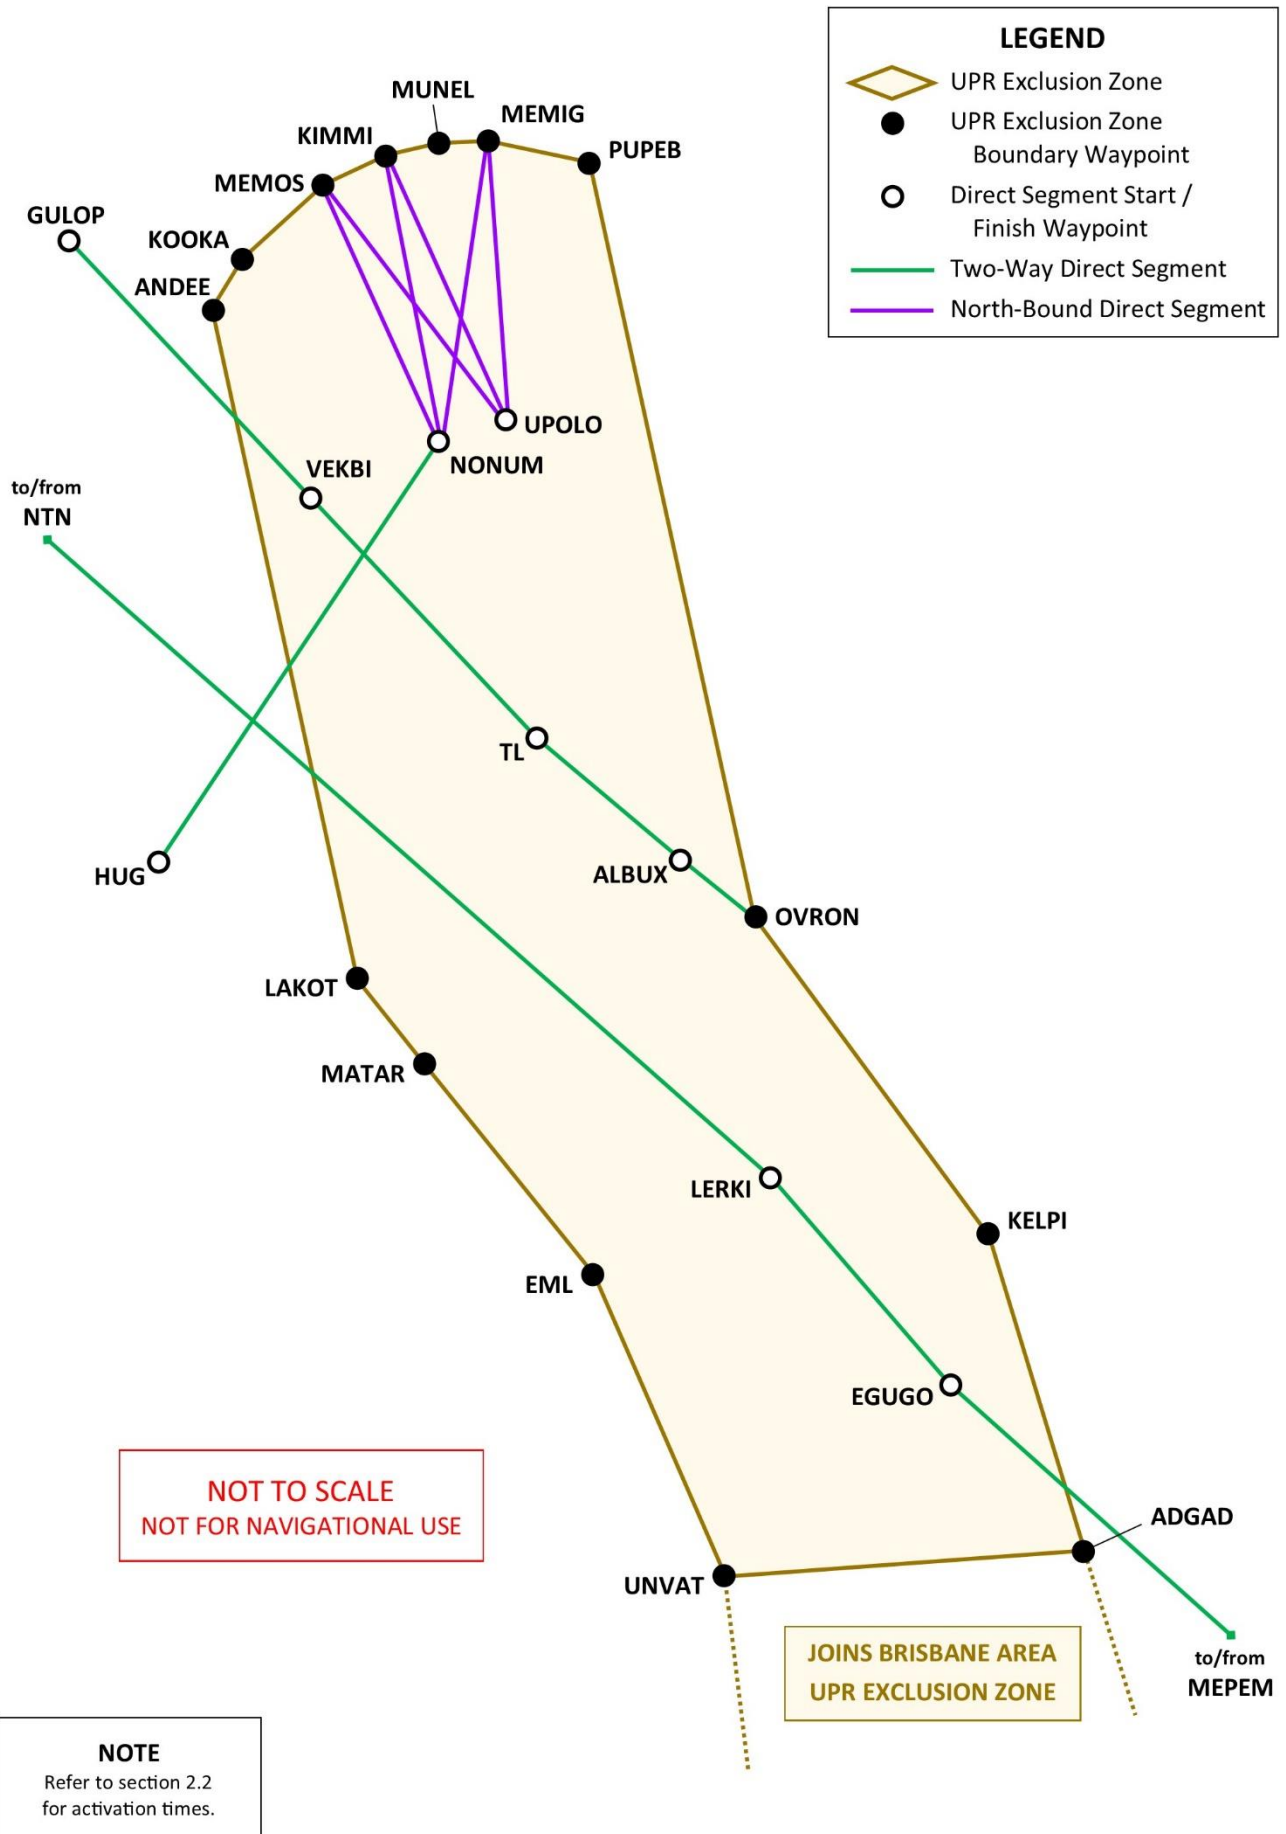 LEGEND
UPR Exclusion Zone
UPR Exclusion Zone
Boundary Waypoint
Direct Segment Start /
Finish Waypoint
Two-Way Direct Segment
North-Bound Direct Segment
MUNEL
MEMIG
KIMMI
PUPEB
MEMOS
GULOP
KOOKA
ANDEE
UPOLO
NONUM
VEKBI
to/from
NTN
TL
HUG
ALBUX
OVRON
LAKOT
MATAR
LERKI
KELPI
EML
EGUGO
NOT TO SCALE
NOT FOR NAVIGATIONAL USE
ADGAD
UNVAT
JOINS BRISBANE AREA
UPR EXCLUSION ZONE
to/from
MEPEM
NOTE
Refer to section 2.2
for activation times.